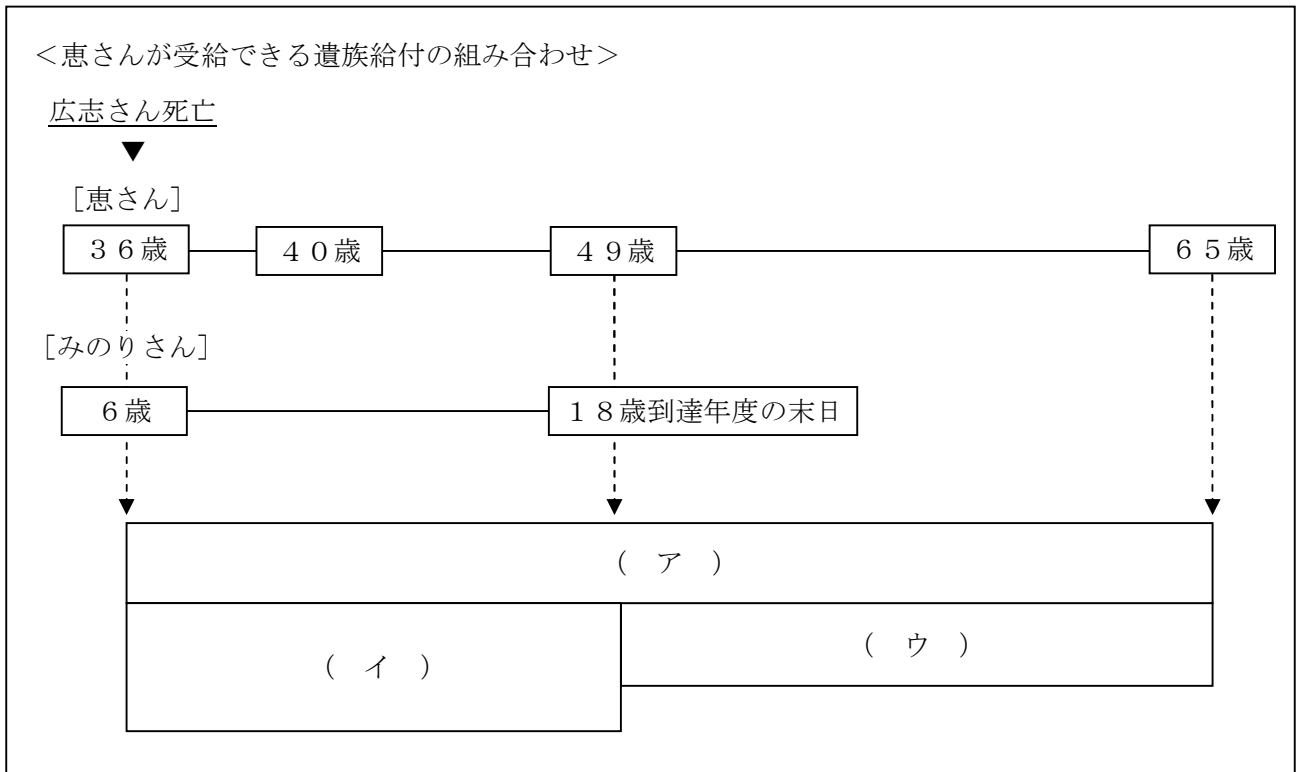 <恵さんが受給できる遺族給付の組み合わせ>
広志さん死亡
▼
[恵さん]
36歳 40歳 49歳 65歳
[みのりさん]
6歳 18歳到達年度の末日
( ア )
( イ ) ( ウ )